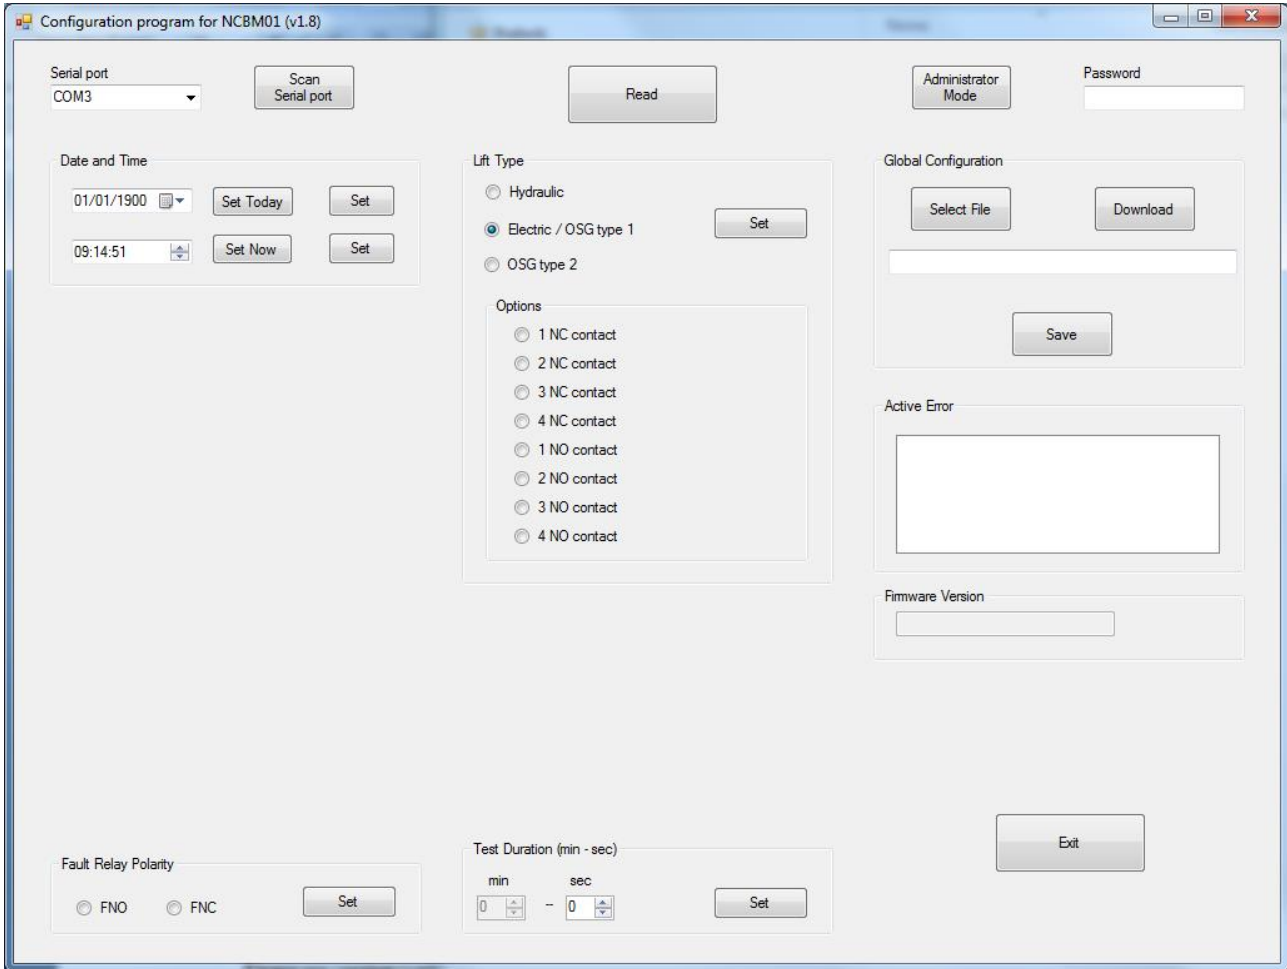 Configuration program for NCBM01 (v1.8)
Serial port
COM3
Scan
Serial port
Read
Administrator
Mode
Password
Date and Time
01/01/1900
Set Today
Set
09:14:51
Set Now
Set
Lift Type
Hydraulic
Electric / OSG type 1
OSG type 2
Set
Options
1 NC contact
2 NC contact
3 NC contact
4 NC contact
1 NO contact
2 NO contact
3 NO contact
4 NO contact
Global Configuration
Select File
Download
Save
Active Error
Firmware Version
Exit
Fault Relay Polarity
FNO
FNC
Set
Test Duration (min - sec)
min
sec
0
--
0
Set